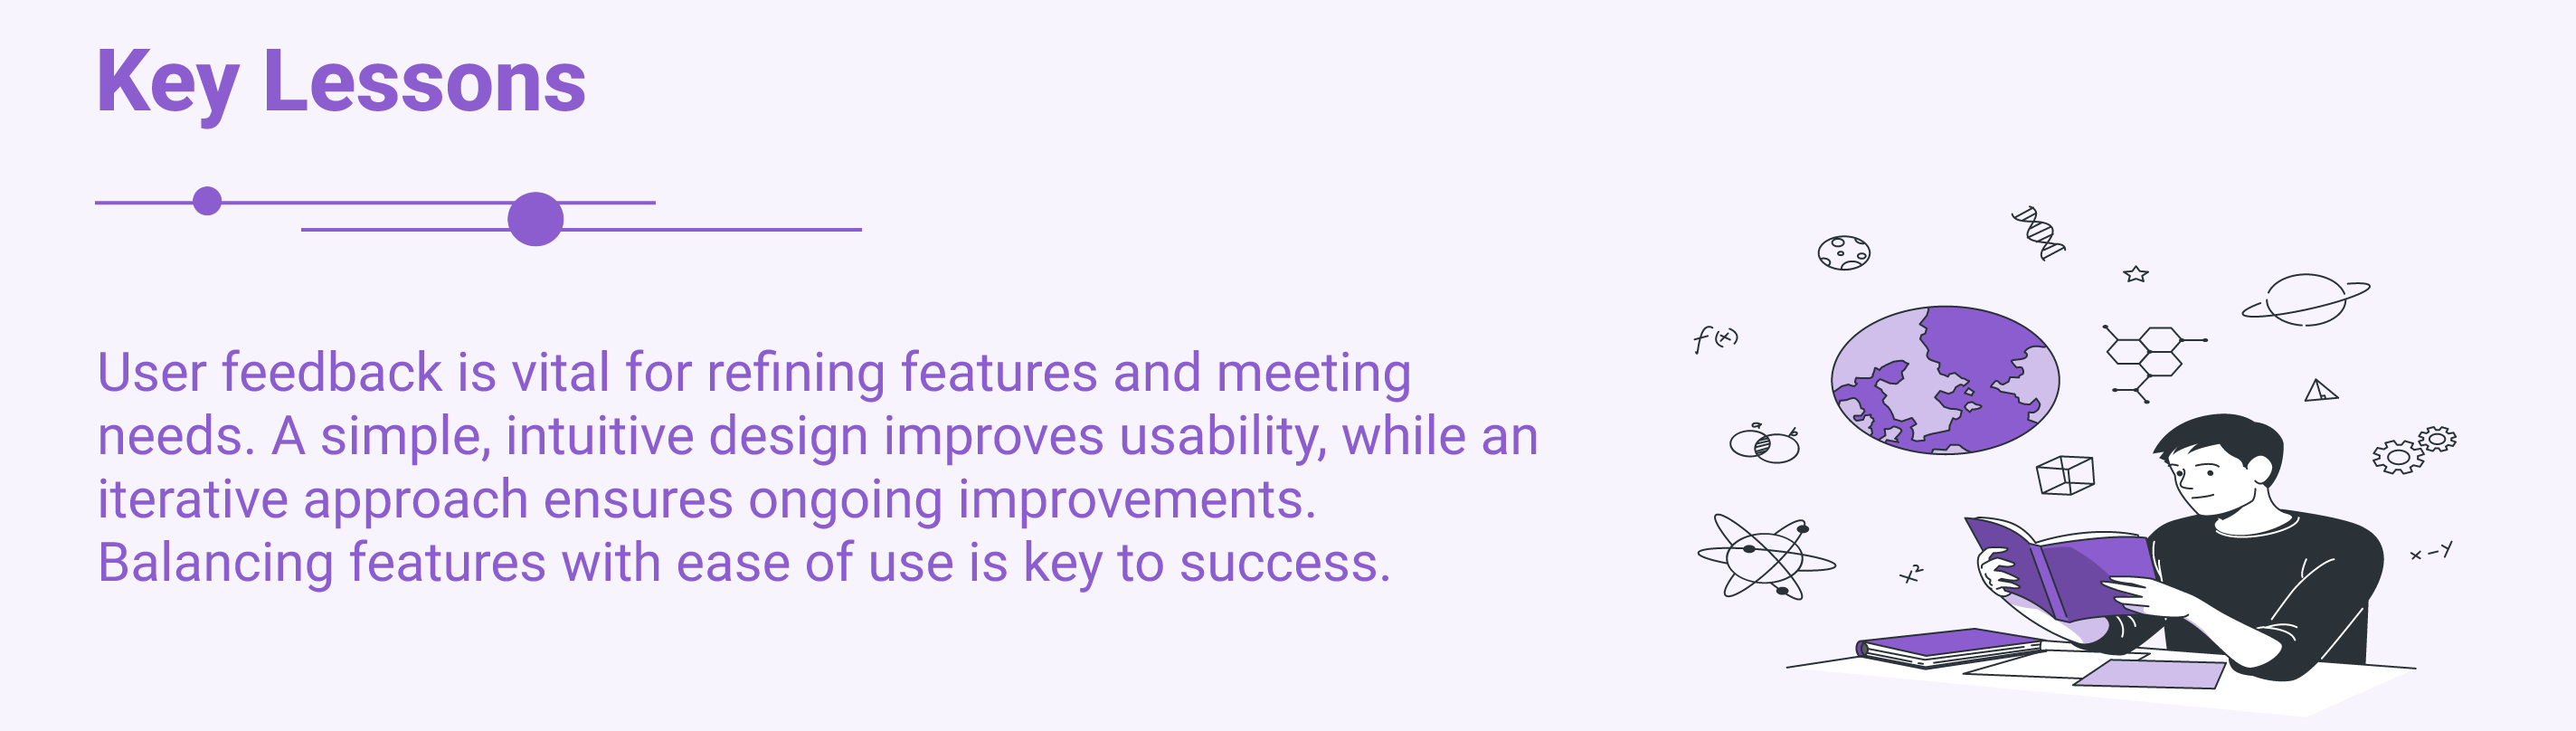 Key Lessons
User feedback is vital for refining features and meeting
needs. A simple, intuitive design improves usability, while an
iterative approach ensures ongoing improvements.
Balancing features with ease of use is key to success.
f(x)
a
b
x²
x-y